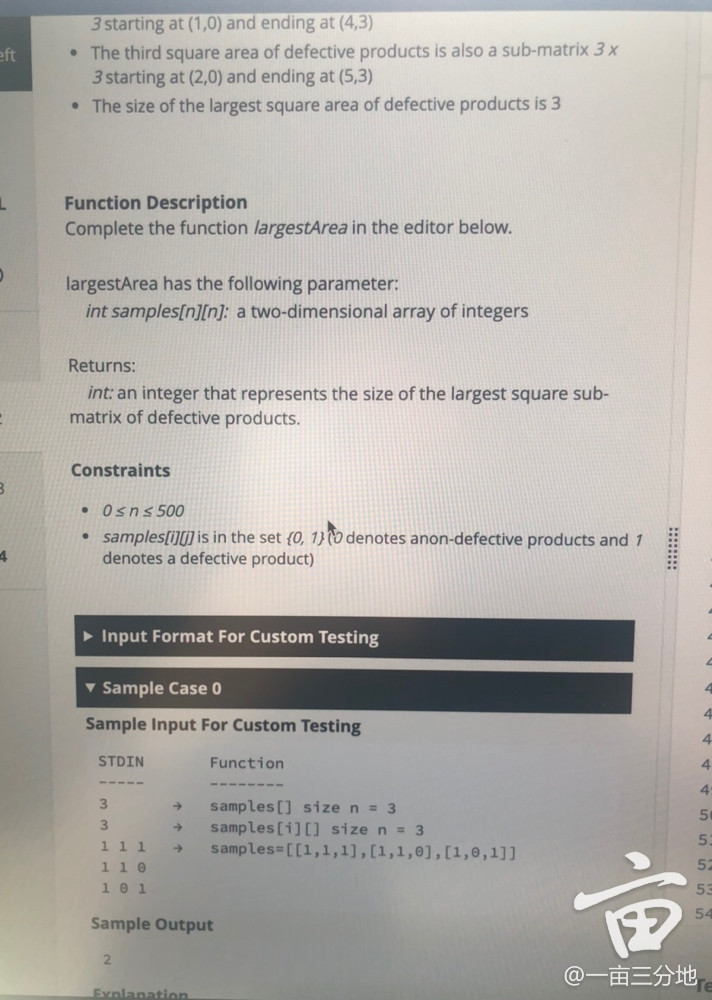 3 starting at (1,0) and ending at (4,3)
eft
• The third square area of defective products is also a sub-matrix 3 x
3 starting at (2,0) and ending at (5,3)
• The size of the largest square area of defective products is 3
Function Description
Complete the function largestArea in the editor below.
largestArea has the following parameter:
int samples[n][n]: a two-dimensional array of integers
Returns:
int: an integer that represents the size of the largest square sub-
matrix of defective products.
Constraints
• 0 ≤ n ≤ 500
• samples[i][j] is in the set {0, 1} (0 denotes anon-defective products and 1
denotes a defective product)
▶ Input Format For Custom Testing
▼ Sample Case 0
Sample Input For Custom Testing
STDIN Function
----- --------
3 → samples[] size n = 3
3 → samples[i][] size n = 3
1 1 1 → samples=[[1,1,1],[1,1,0],[1,0,1]]
1 1 0
1 0 1
Sample Output
2
Explanation
亩
@一亩三分地